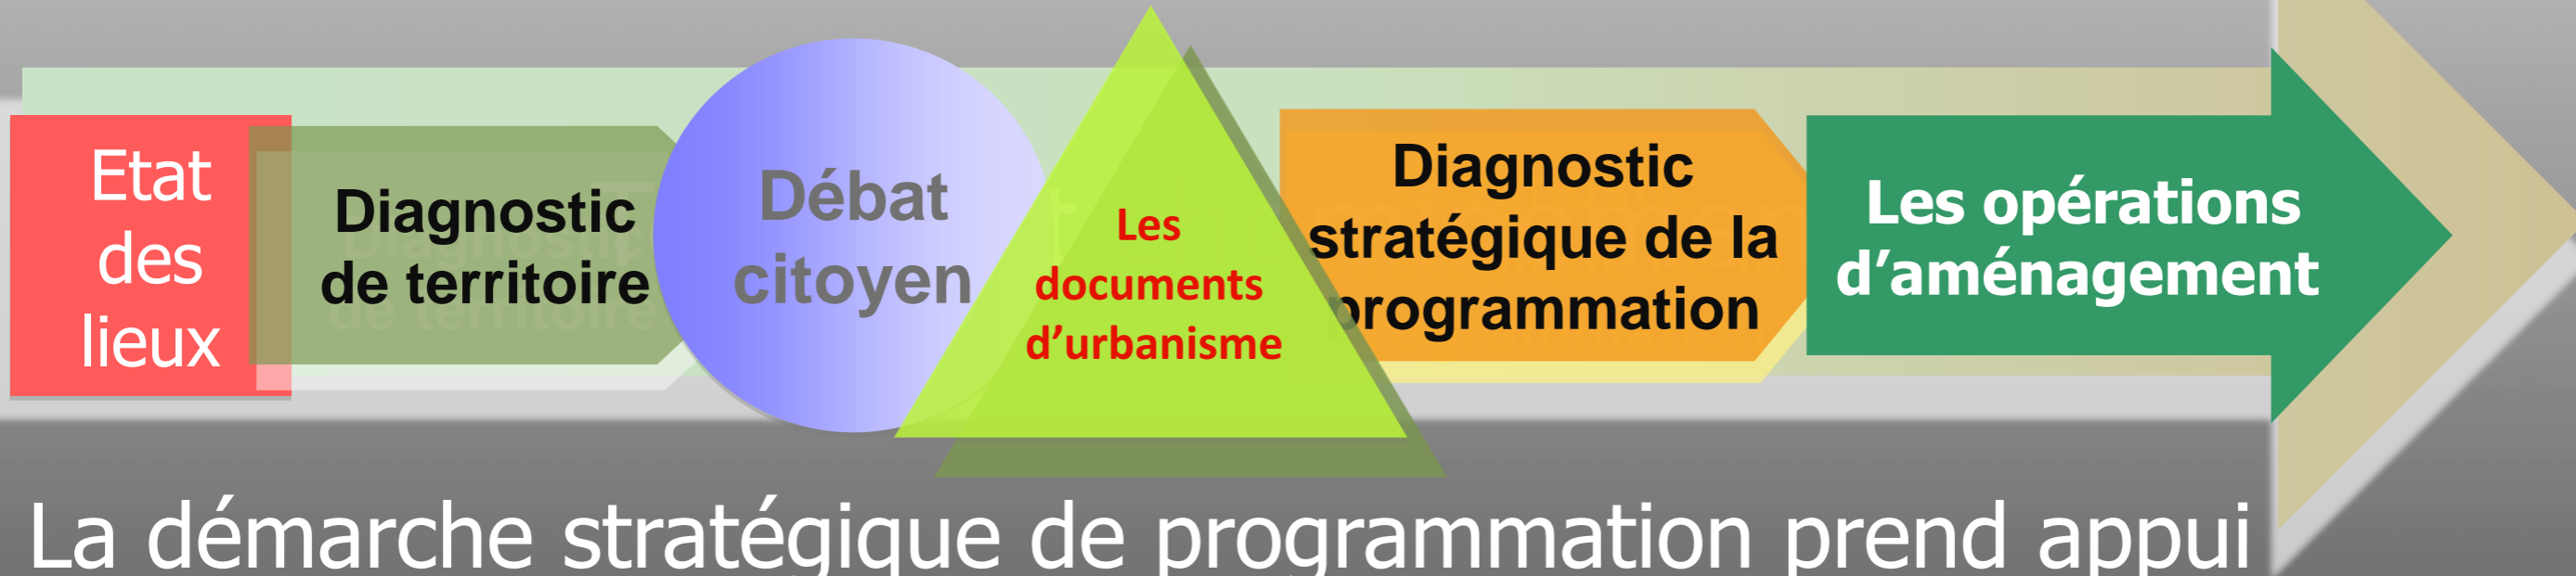 Etat
des
lieux
Diagnostic
de territoire
Débat
citoyen
Les
documents
d’urbanisme
Diagnostic
stratégique de la
programmation
Les opérations
d’aménagement
La démarche stratégique de programmation prend appui